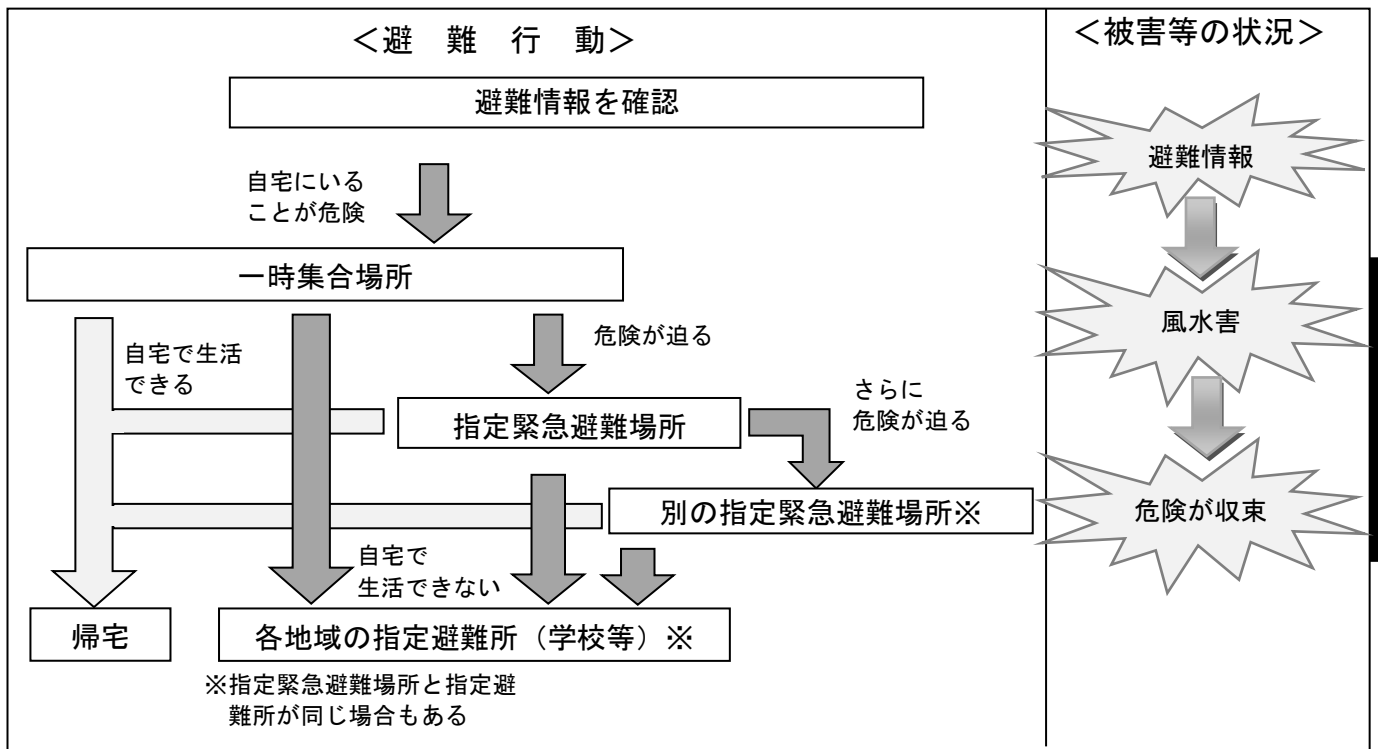 ＜避　難　行　動＞
避難情報を確認
自宅にいる
ことが危険
一時集合場所
自宅で生活
できる
危険が迫る
指定緊急避難場所
さらに
危険が迫る
別の指定緊急避難場所※
自宅で
生活できない
帰宅
各地域の指定避難所（学校等）※
※指定緊急避難場所と指定避
難所が同じ場合もある
＜被害等の状況＞
避難情報
風水害
危険が収束